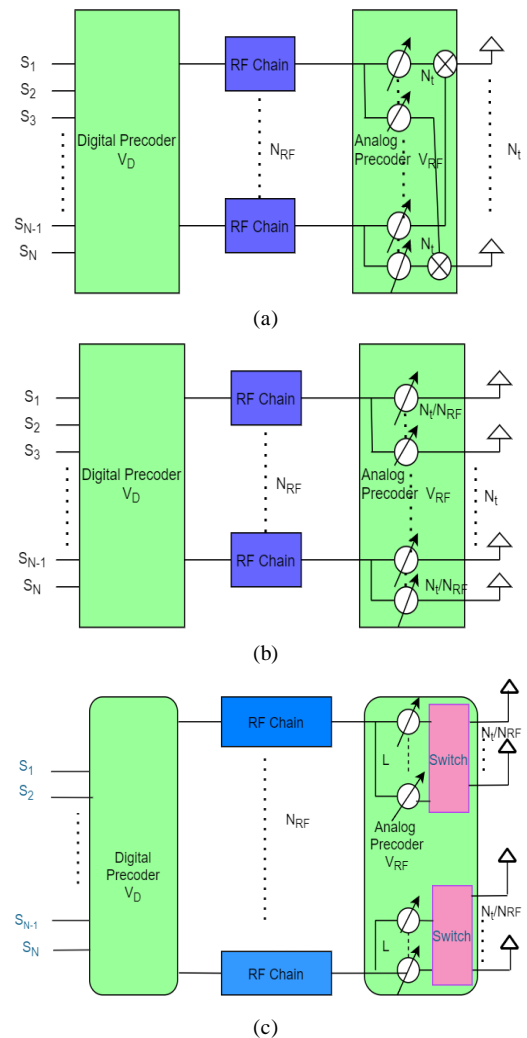 S1
S2
S3
SN-1
SN
Digital Precoder
VD
RF Chain
NRF
RF Chain
Analog
Precoder
VRF
Nt
Nt
Nt
(a)
S1
S2
S3
SN-1
SN
Digital Precoder
VD
RF Chain
NRF
RF Chain
Nt/NRF
Analog
Precoder
VRF
Nt/NRF
Nt
(b)
S1
S2
SN-1
SN
Digital
Precoder
VD
RF Chain
NRF
RF Chain
L
Switch
Nt/NRF
Analog
Precoder
VRF
L
Switch
Nt/NRF
(c)